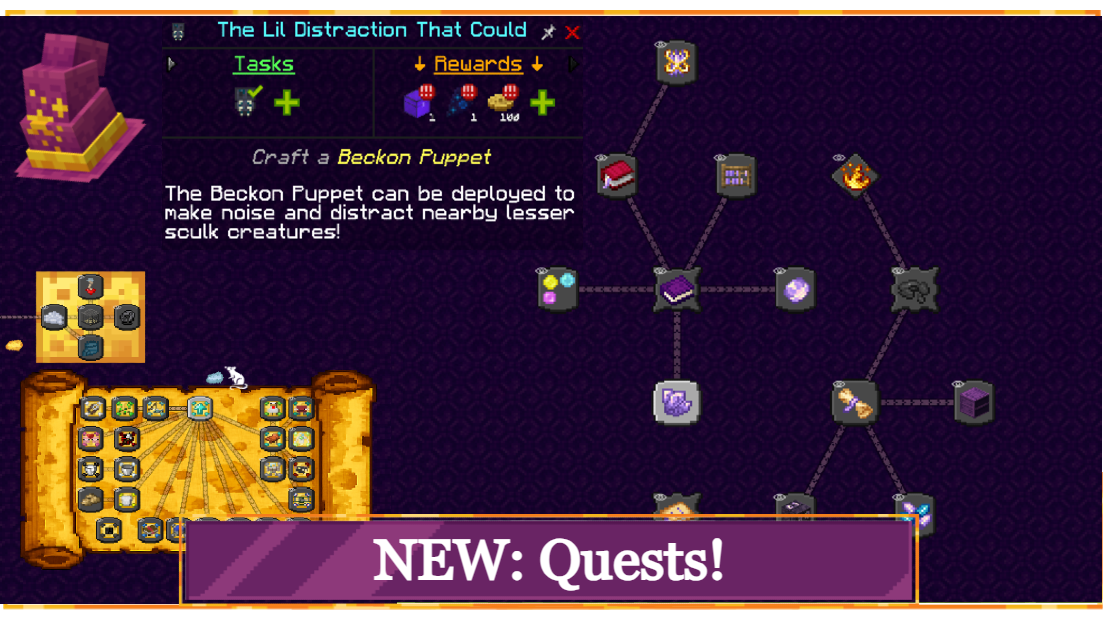 The Lil Distraction That Could
Tasks
Rewards
1
1
100
Craft a Beckon Puppet
The Beckon Puppet can be deployed to
make noise and distract nearby lesser
sculk creatures!
NEW: Quests!